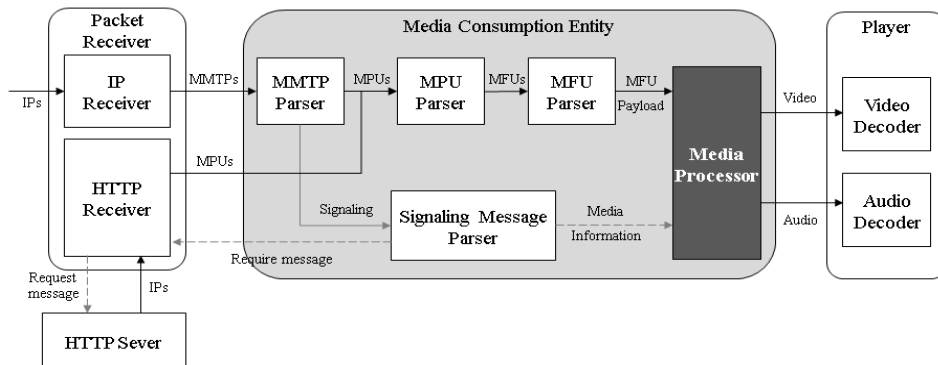 Packet
Receiver
Media Consumption Entity
Player
IP
Receiver
MMTPs
MMTP
Parser
MPUs
MPU
Parser
MFUs
MFU
Parser
MFU
Payload
Media
Processor
Video
Video
Decoder
IPs
HTTP
Receiver
MPUs
Signaling
Signaling Message
Parser
Media
Information
Audio
Audio
Decoder
Require message
Request
message
IPs
HTTP Sever